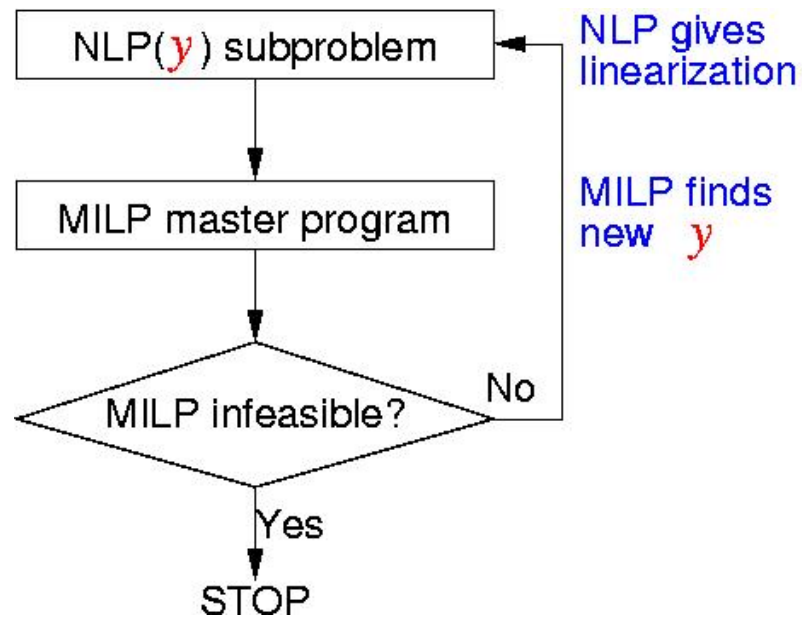 NLP(y) subproblem
NLP gives
linearization
MILP master program
MILP finds
new y
MILP infeasible?
No
Yes
STOP